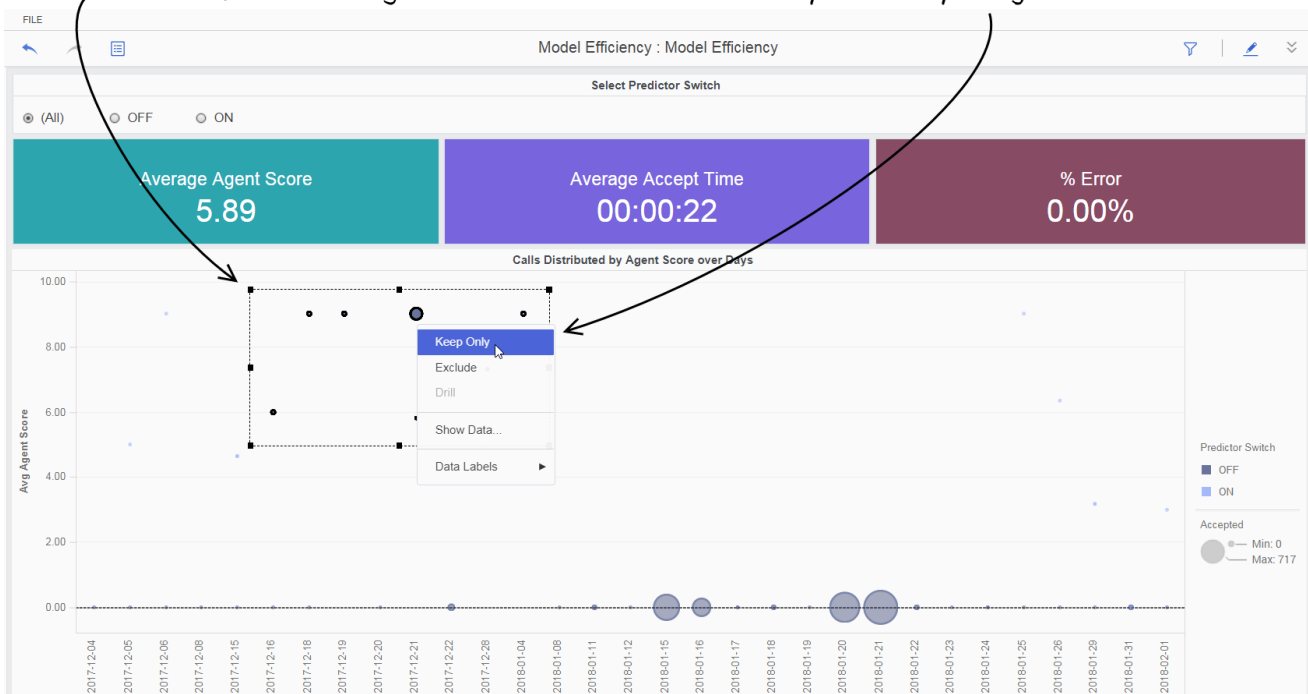 FILE
Model Efficiency : Model Efficiency
Select Predictor Switch
(All) OFF ON
Average Agent Score
5.89
Average Accept Time
00:00:22
% Error
0.00%
Calls Distributed by Agent Score over Days
Avg Agent Score
10.00
8.00
6.00
4.00
2.00
0.00
Keep Only
Exclude
Drill
Show Data...
Data Labels
Predictor Switch
OFF
ON
Accepted
Min: 0
Max: 717
2017-12-04
2017-12-05
2017-12-06
2017-12-08
2017-12-15
2017-12-16
2017-12-18
2017-12-19
2017-12-20
2017-12-21
2017-12-22
2017-12-28
2018-01-04
2018-01-08
2018-01-11
2018-01-12
2018-01-15
2018-01-16
2018-01-17
2018-01-18
2018-01-19
2018-01-20
2018-01-21
2018-01-22
2018-01-23
2018-01-24
2018-01-25
2018-01-26
2018-01-29
2018-01-31
2018-02-01